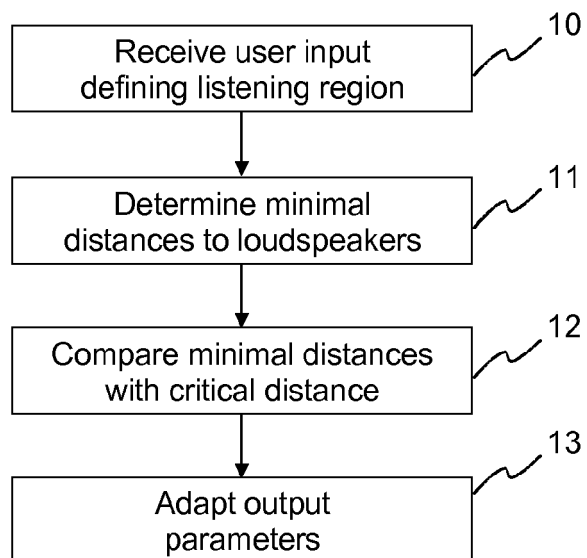 Receive user input
defining listening region
10
Determine minimal
distances to loudspeakers
11
Compare minimal distances
with critical distance
12
Adapt output
parameters
13